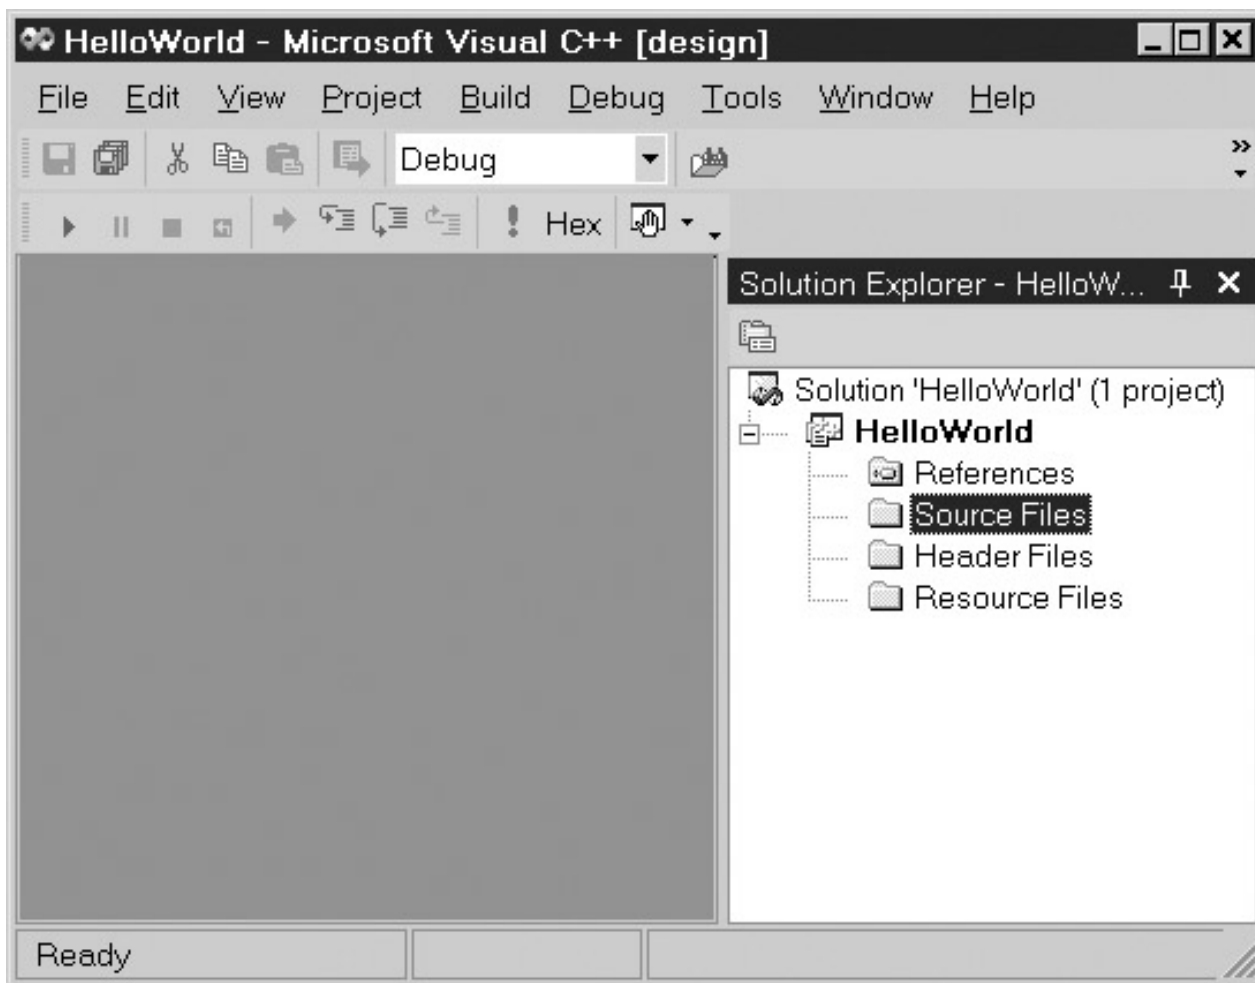 HelloWorld - Microsoft Visual C++ [design]
File Edit View Project Build Debug Tools Window Help
Debug
Hex
Solution Explorer - HelloW...
Solution 'HelloWorld' (1 project)
HelloWorld
References
Source Files
Header Files
Resource Files
Ready